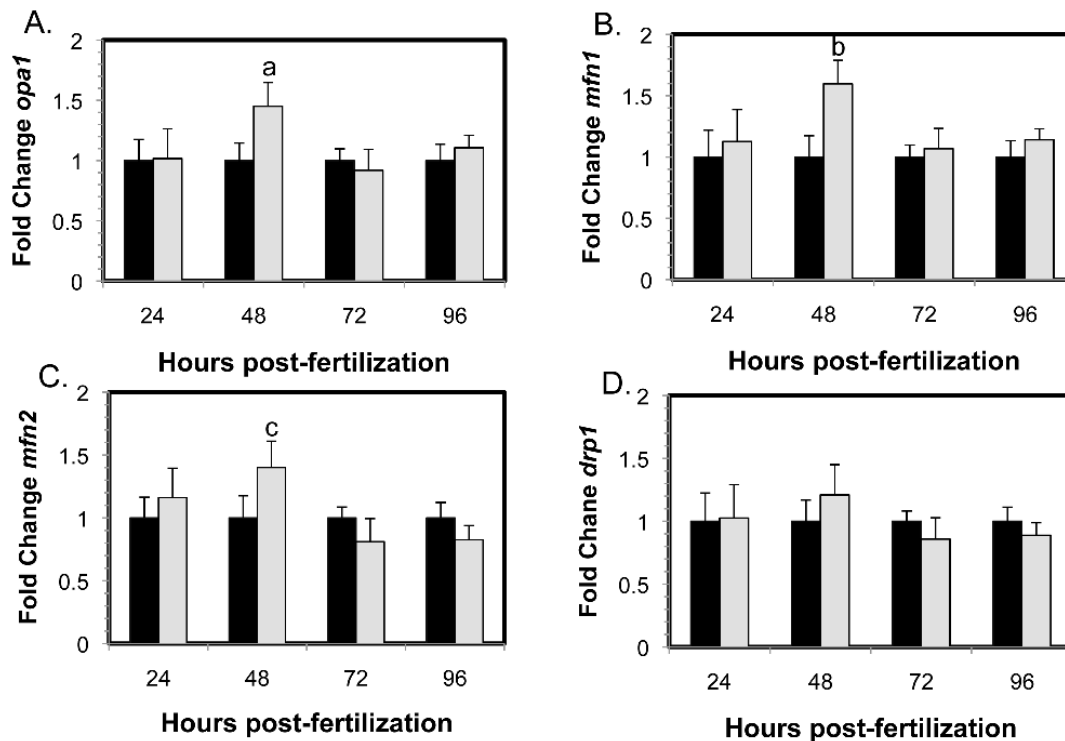 A.
Fold Change opa1
2
1.5
1
0.5
0
a
24 48 72 96
Hours post-fertilization
B.
Fold Change mfn1
2
1.5
1
0.5
0
b
24 48 72 96
Hours post-fertilization
C.
Fold Change mfn2
2
1.5
1
0.5
0
c
24 48 72 96
Hours post-fertilization
D.
Fold Chane drp1
2
1.5
1
0.5
0
24 48 72 96
Hours post-fertilization